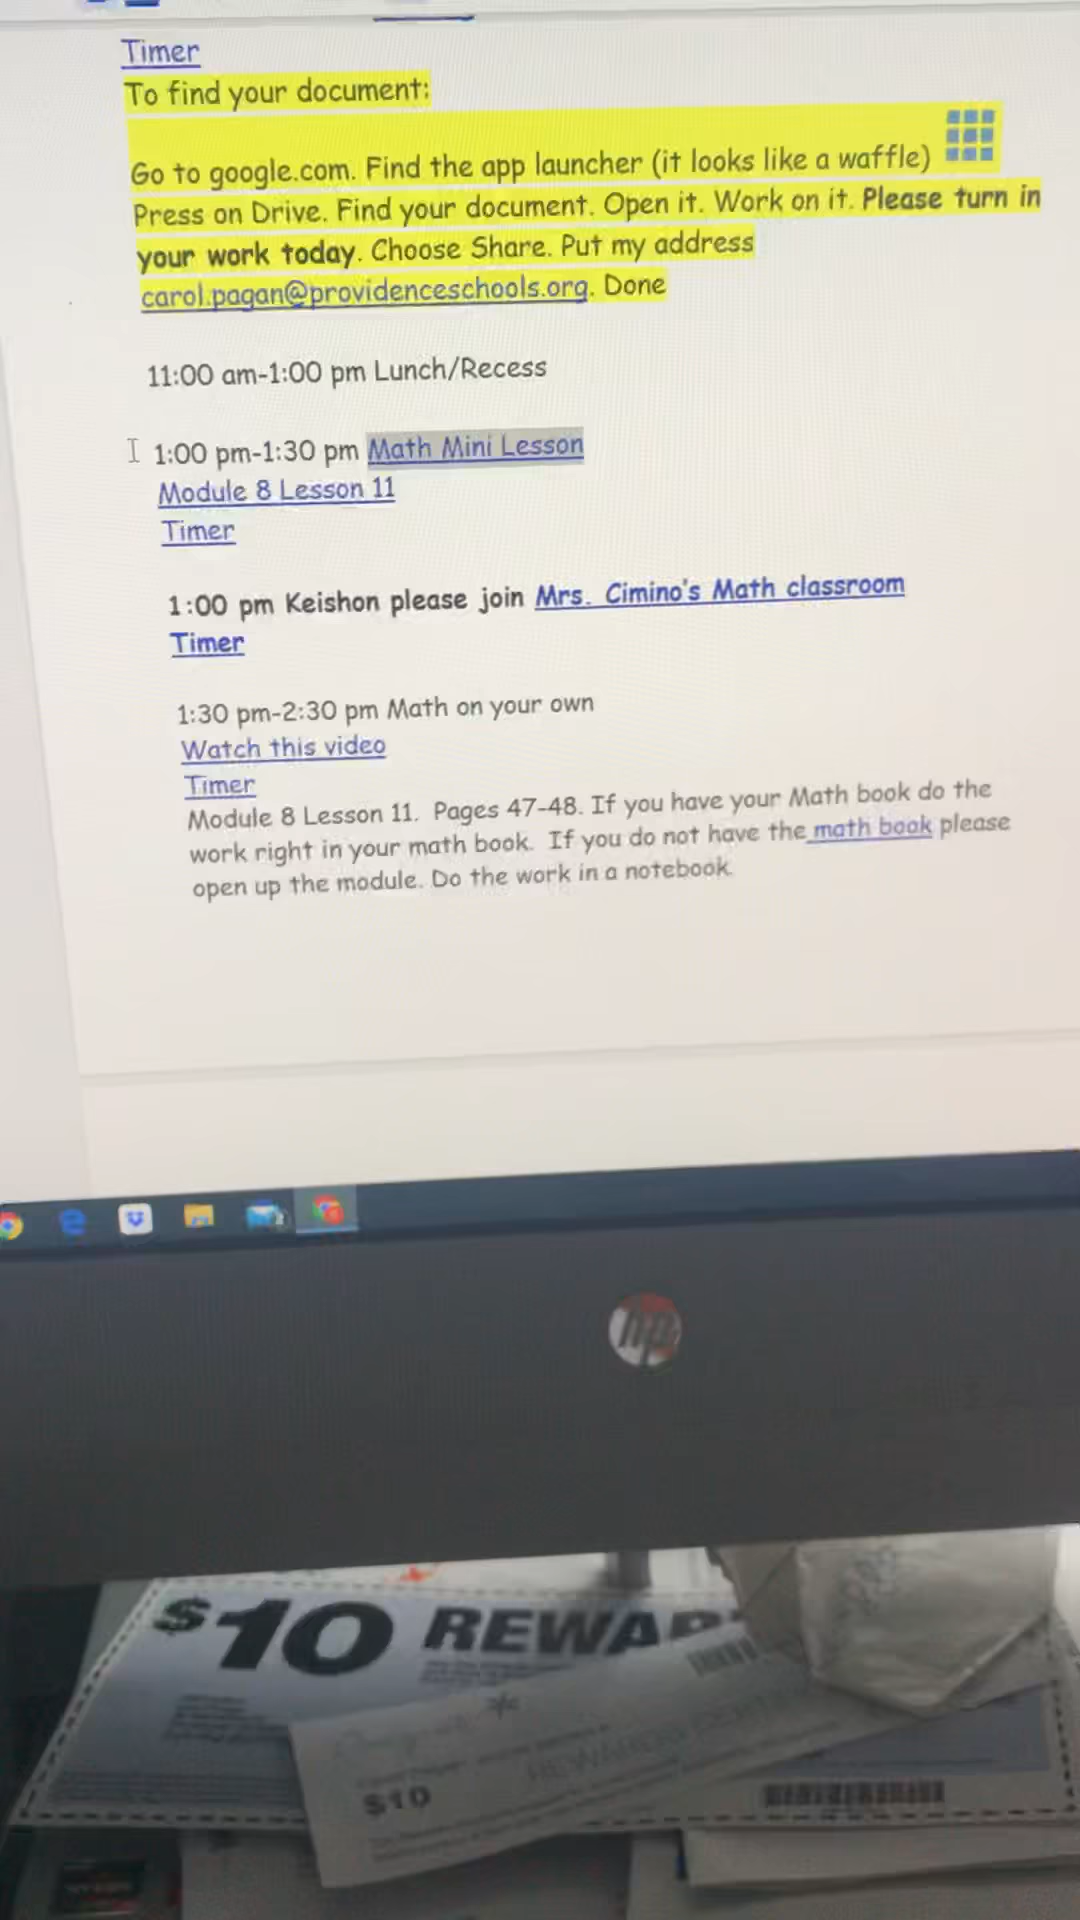 Timer
To find your document:
Go to google.com. Find the app launcher (it looks like a waffle)
Press on Drive. Find your document. Open it. Work on it. Please turn in
your work today. Choose Share. Put my address
carol.pagan@providenceschools.org. Done
11:00 am-1:00 pm Lunch/Recess
1:00 pm-1:30 pm Math Mini Lesson
Module 8 Lesson 11
Timer
1:00 pm Keishon please join Mrs. Cimino's Math classroom
Timer
1:30 pm-2:30 pm Math on your own
Watch this video
Timer
Module 8 Lesson 11. Pages 47-48. If you have your Math book do the
work right in your math book. If you do not have the math book please
open up the module. Do the work in a notebook.
hp
$10
$10